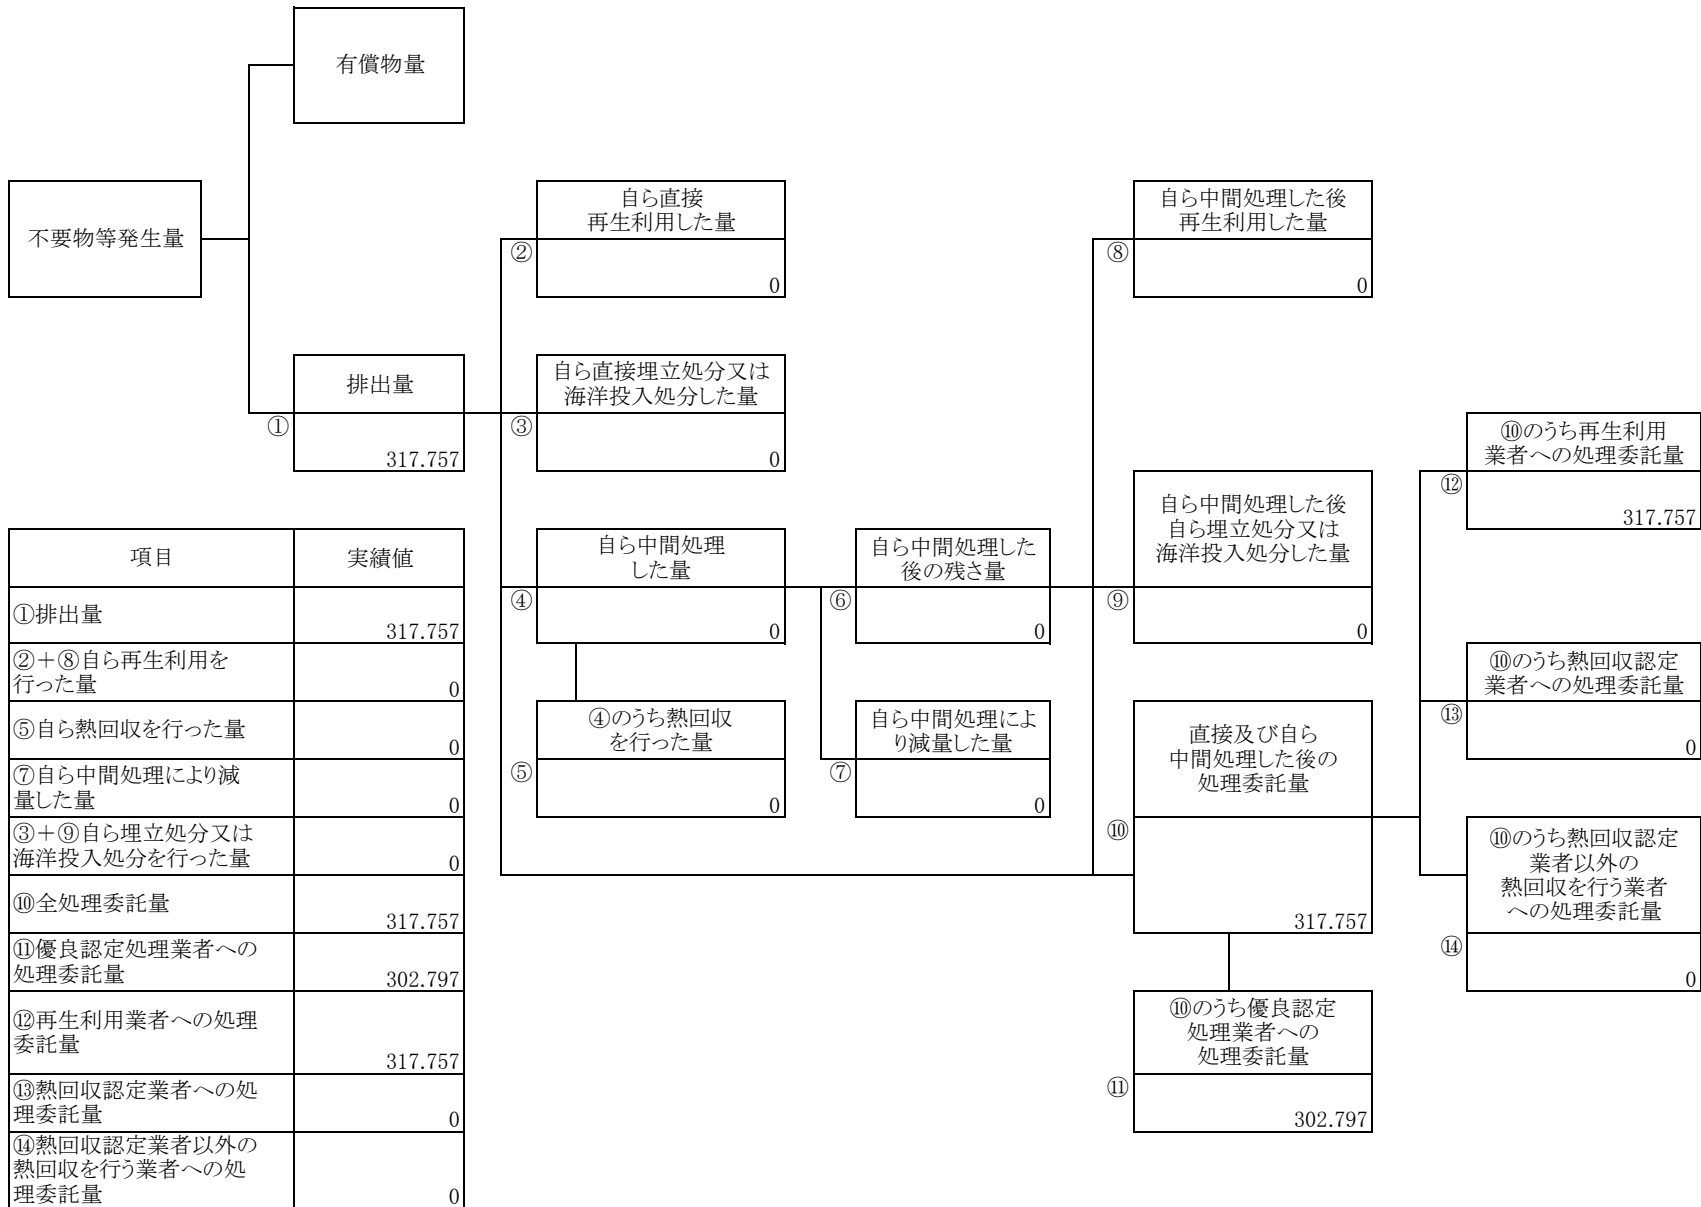 有償物量
不要物等発生量
自ら直接
再生利用した量
②
0
自ら中間処理した後
再生利用した量
⑧
0
排出量
①
317.757
自ら直接埋立処分又は
海洋投入処分した量
③
0
⑩のうち再生利用
業者への処理委託量
⑫
317.757
自ら中間処理
した量
④
0
自ら中間処理した
後の残さ量
⑥
0
自ら中間処理した後
自ら埋立処分又は
海洋投入処分した量
⑨
0
⑩のうち熱回収認定
業者への処理委託量
⑬
0
④のうち熱回収
を行った量
⑤
0
自ら中間処理によ
り減量した量
⑦
0
直接及び自ら
中間処理した後の
処理委託量
⑩
317.757
⑩のうち熱回収認定
業者以外の
熱回収を行う業者
への処理委託量
⑭
0
⑩のうち優良認定
処理業者への
処理委託量
⑪
302.797
項目 実績値
①排出量 317.757
②＋⑧自ら再生利用を
行った量 0
⑤自ら熱回収を行った量 0
⑦自ら中間処理により減
量した量 0
③＋⑨自ら埋立処分又は
海洋投入処分を行った量 0
⑩全処理委託量 317.757
⑪優良認定処理業者への
処理委託量 302.797
⑫再生利用業者への処理
委託量 317.757
⑬熱回収認定業者への処
理委託量 0
⑭熱回収認定業者以外の
熱回収を行う業者への処
理委託量 0